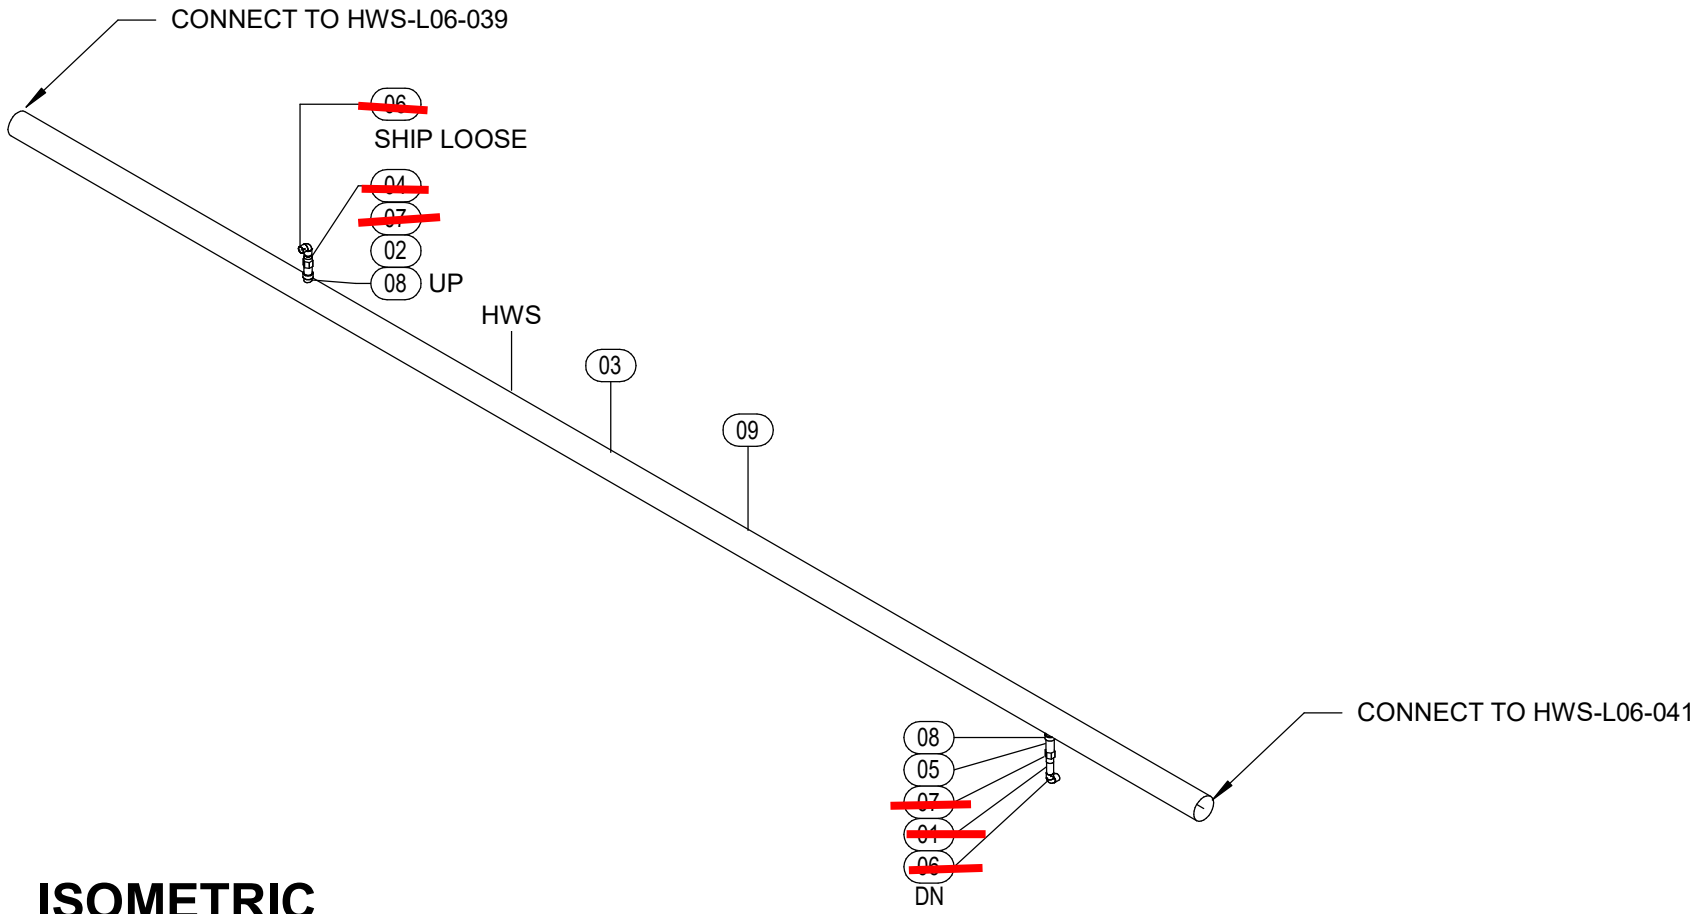 CONNECT TO HWS-L06-039
06
SHIP LOOSE
04
07
02
08 UP
HWS
03
09
CONNECT TO HWS-L06-041
08
05
07
01
06
DN
ISOMETRIC